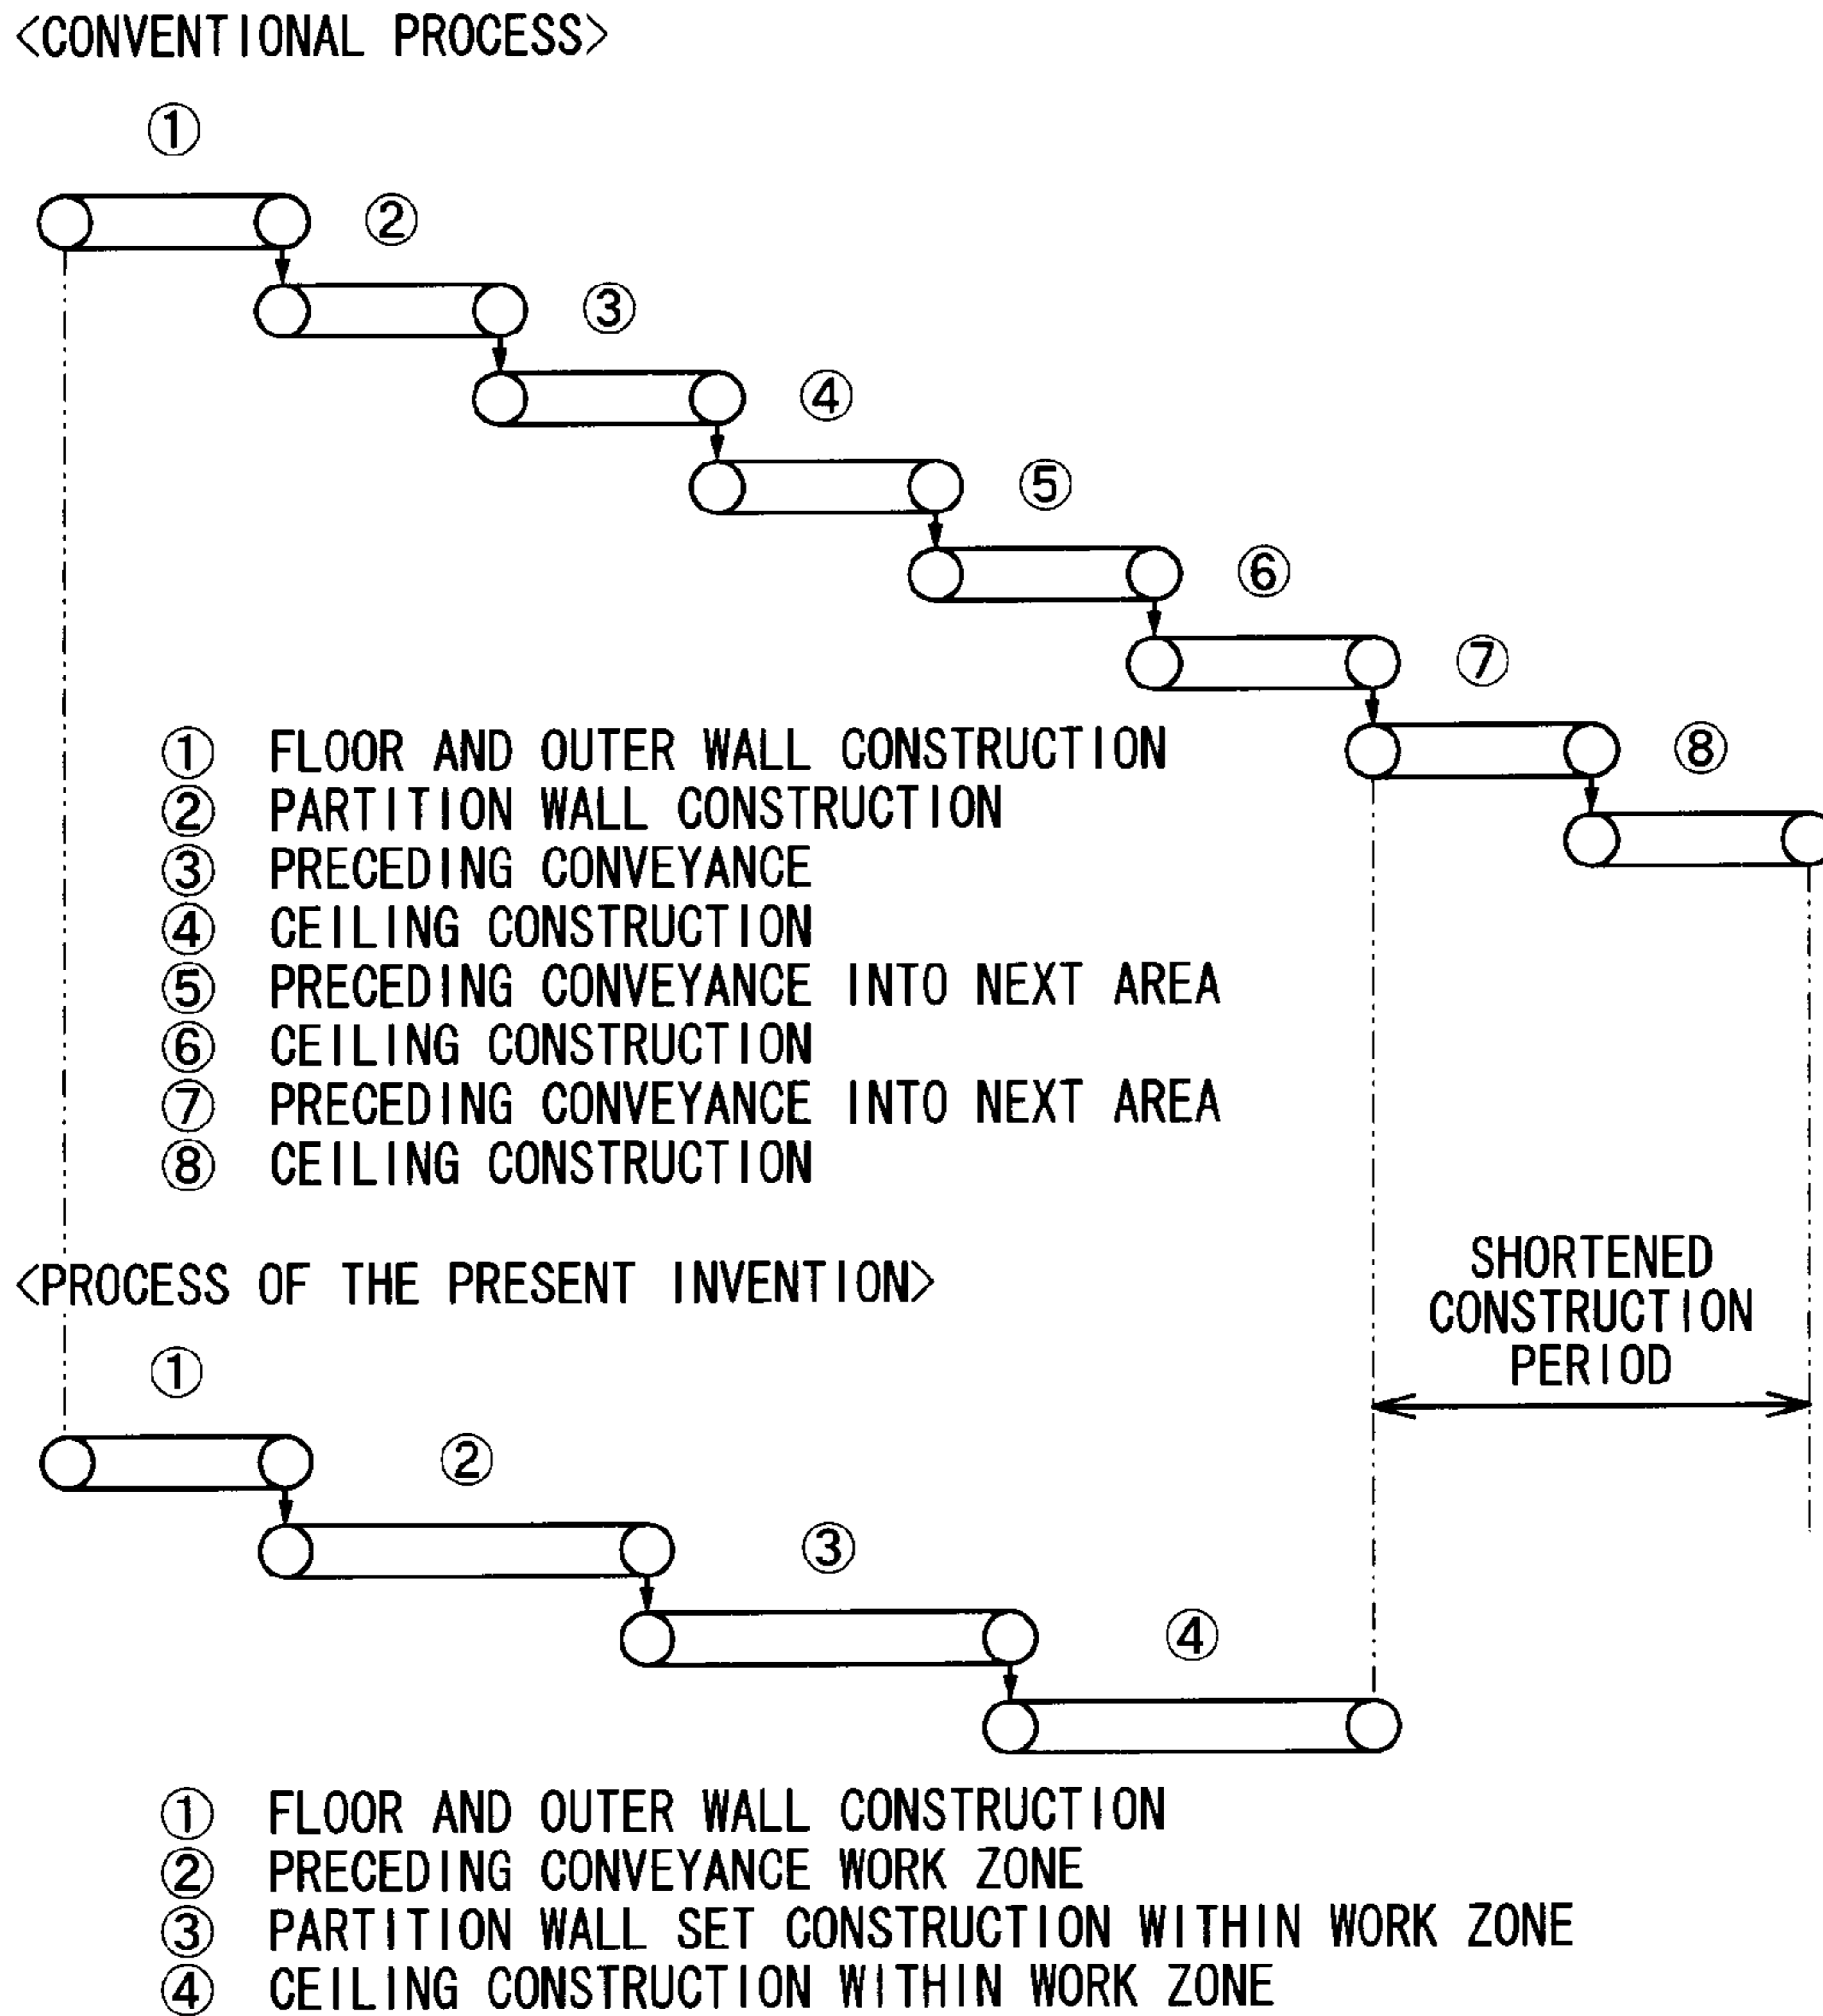 <CONVENTIONAL PROCESS>
①
②
③
④
⑤
⑥
⑦
⑧
① FLOOR AND OUTER WALL CONSTRUCTION
② PARTITION WALL CONSTRUCTION
③ PRECEDING CONVEYANCE
④ CEILING CONSTRUCTION
⑤ PRECEDING CONVEYANCE INTO NEXT AREA
⑥ CEILING CONSTRUCTION
⑦ PRECEDING CONVEYANCE INTO NEXT AREA
⑧ CEILING CONSTRUCTION
<PROCESS OF THE PRESENT INVENTION>
SHORTENED
CONSTRUCTION
PERIOD
①
②
③
④
① FLOOR AND OUTER WALL CONSTRUCTION
② PRECEDING CONVEYANCE WORK ZONE
③ PARTITION WALL SET CONSTRUCTION WITHIN WORK ZONE
④ CEILING CONSTRUCTION WITHIN WORK ZONE